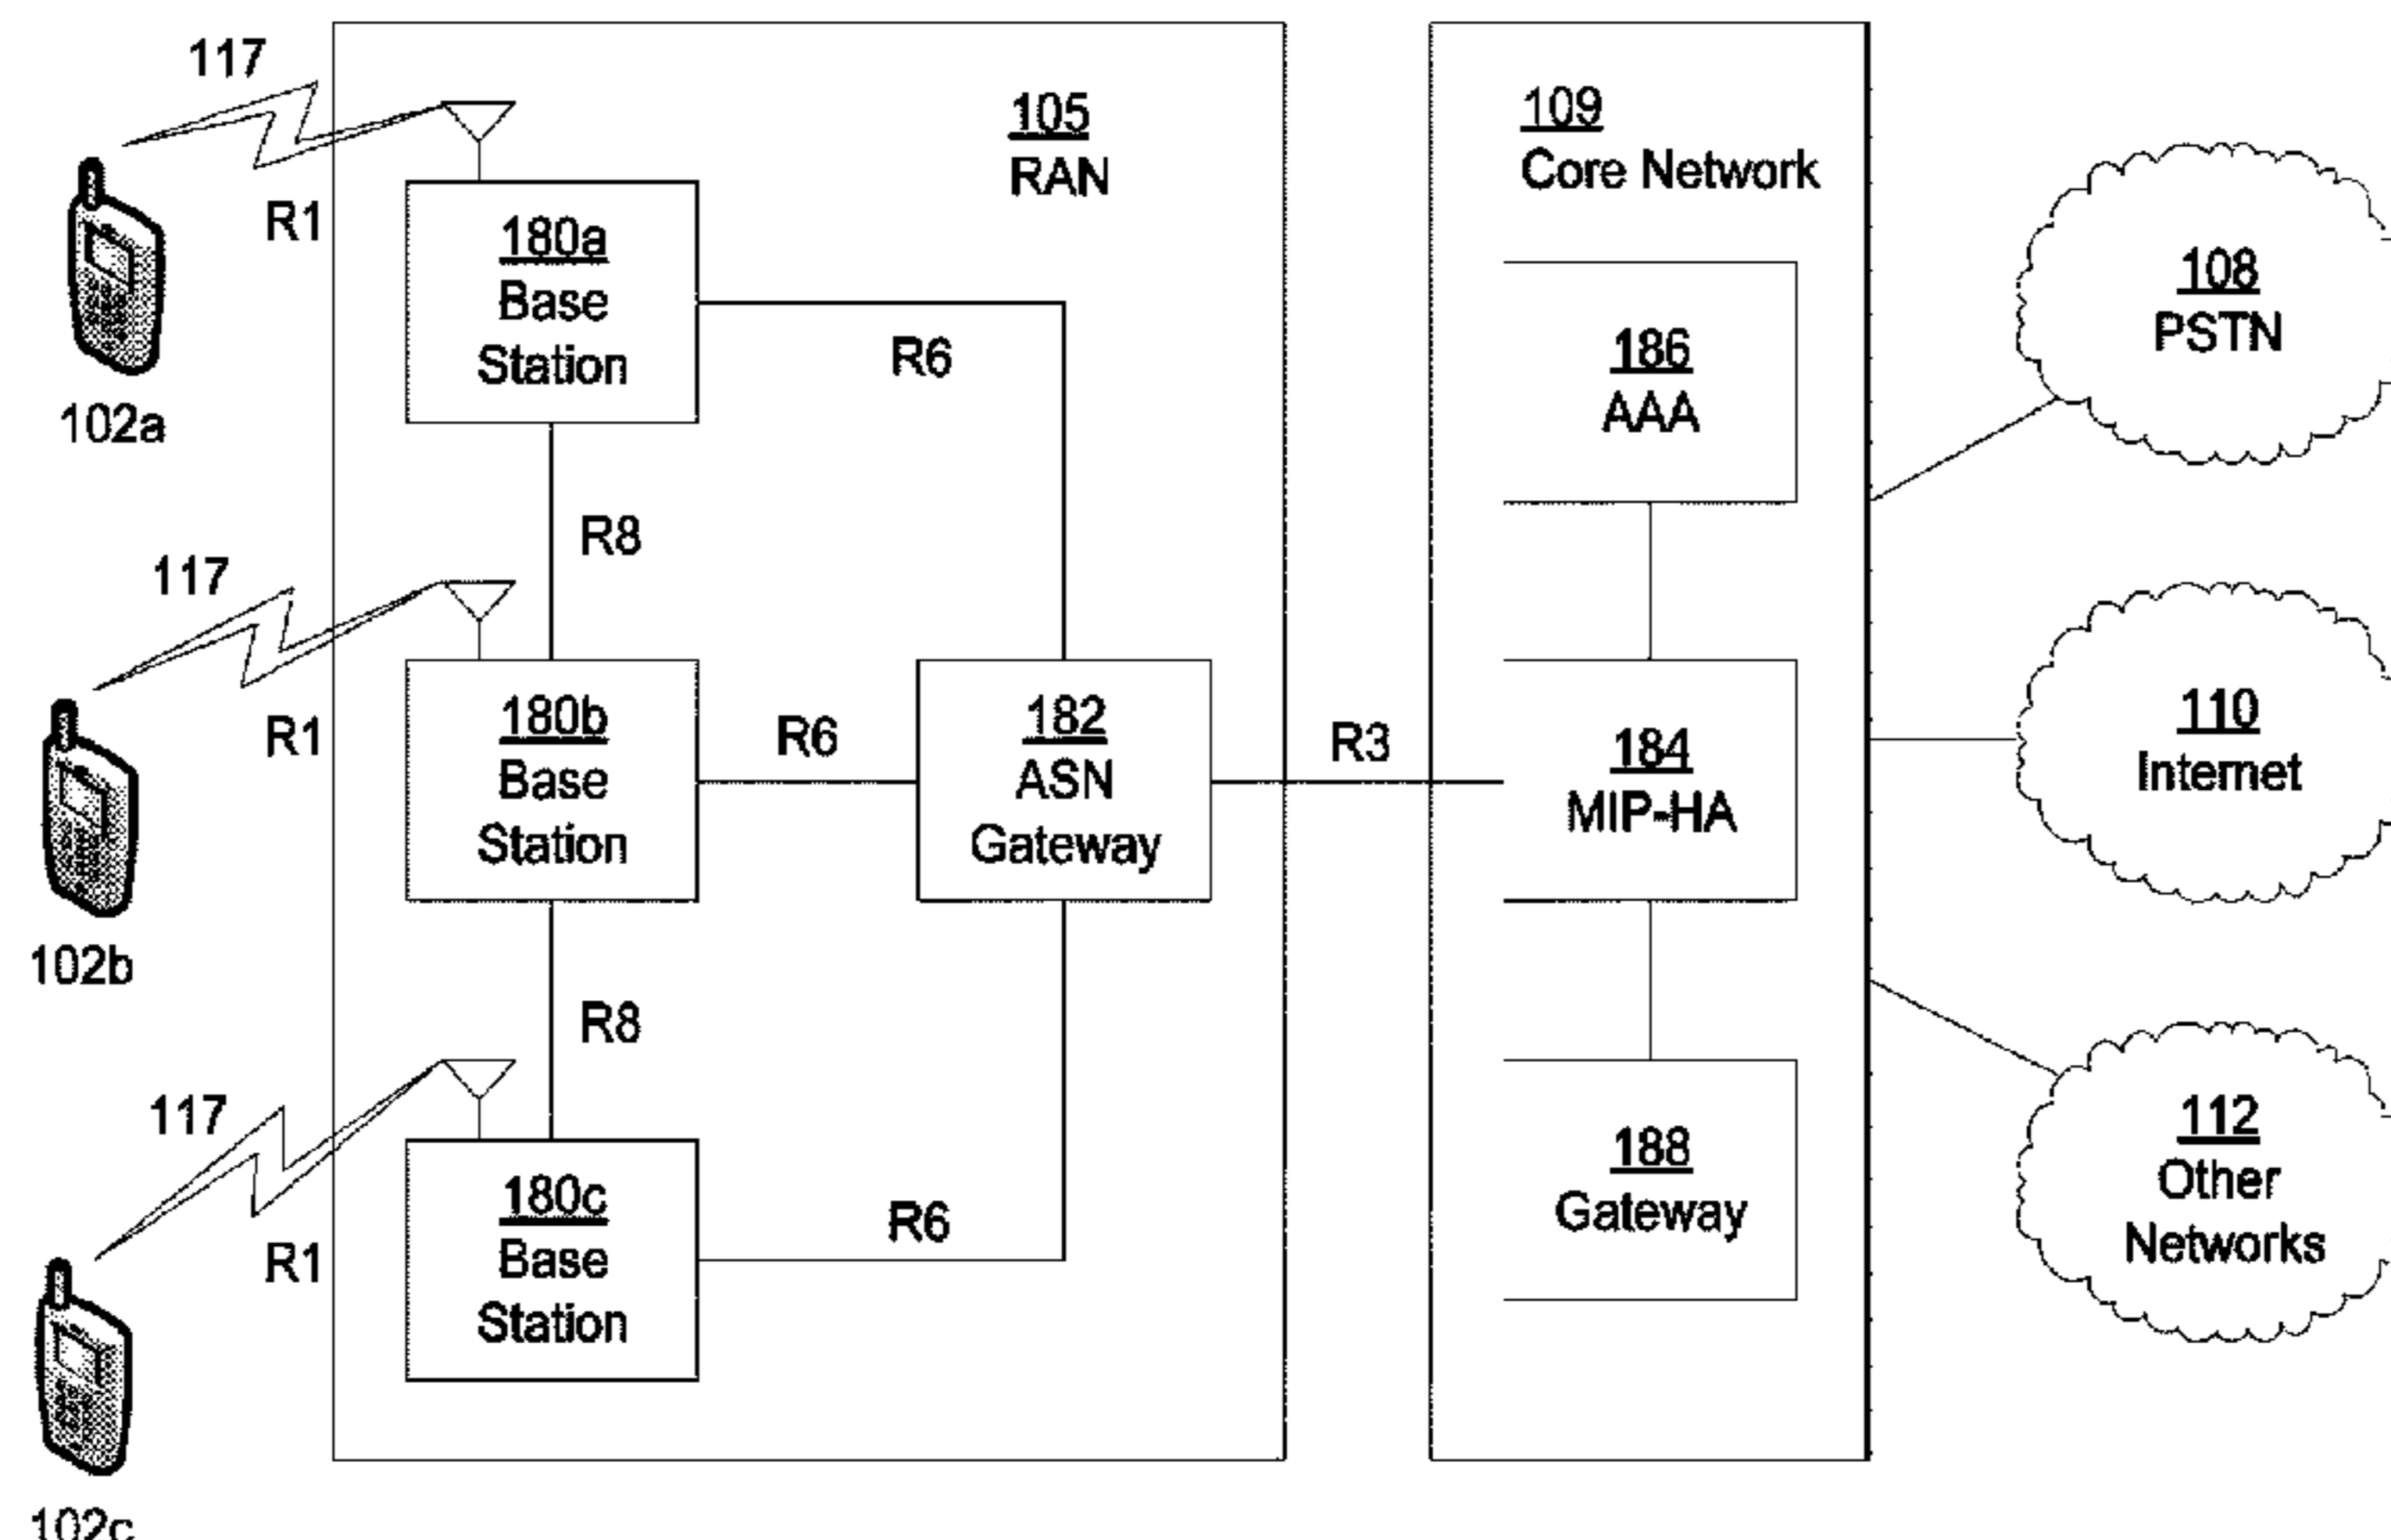 117
R1
102a
105
RAN
180a
Base
Station
R6
R8
117
R1
102b
180b
Base
Station
R6
182
ASN
Gateway
R3
R8
117
R1
102c
180c
Base
Station
R6
109
Core Network
186
AAA
184
MIP-HA
188
Gateway
108
PSTN
110
Internet
112
Other
Networks